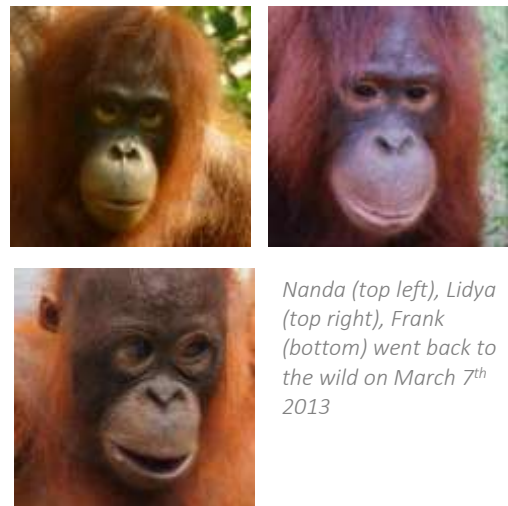 Nanda (top left), Lidya
(top right), Frank
(bottom) went back to
the wild on March 7th
2013